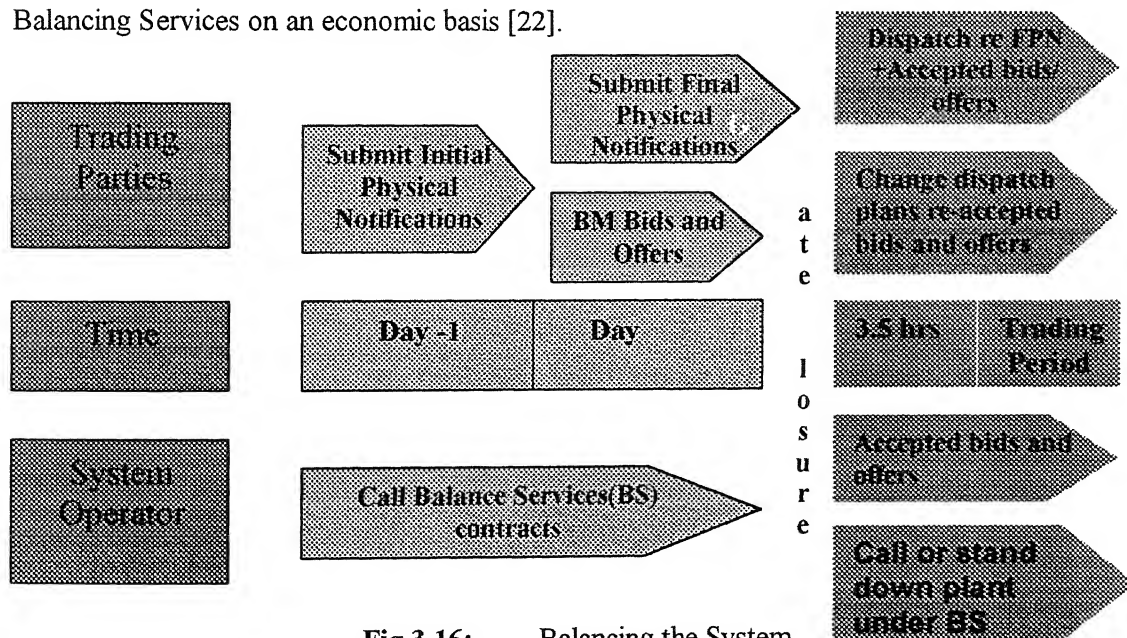 Balancing Services on an economic basis [22].
Trading
Parties
Submit Initial
Physical
Notifications
Submit Final
Physical
Notifications
BM Bids and
Offers
a
t
e
l
o
s
u
r
e
Dispatch re FPN
+Accepted bids/
offers
Change dispatch
plans re-accepted
bids and offers
Time
Day -1
Day
3.5 hrs
Trading
Period
System
Operator
Call Balance Services(BS)
contracts
Accepted bids and
offers
Call or stand
down plant
under BS
Fig 3.16: Balancing the System